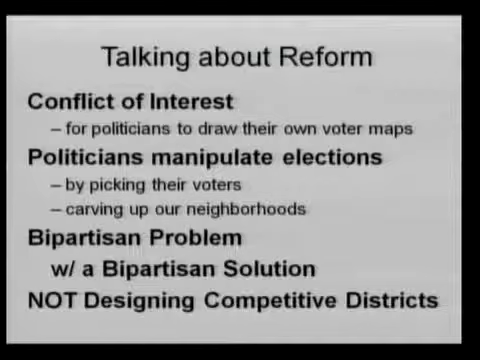 Talking about Reform
Conflict of Interest
– for politicians to draw their own voter maps
Politicians manipulate elections
– by picking their voters
– carving up our neighborhoods
Bipartisan Problem
w/ a Bipartisan Solution
NOT Designing Competitive Districts